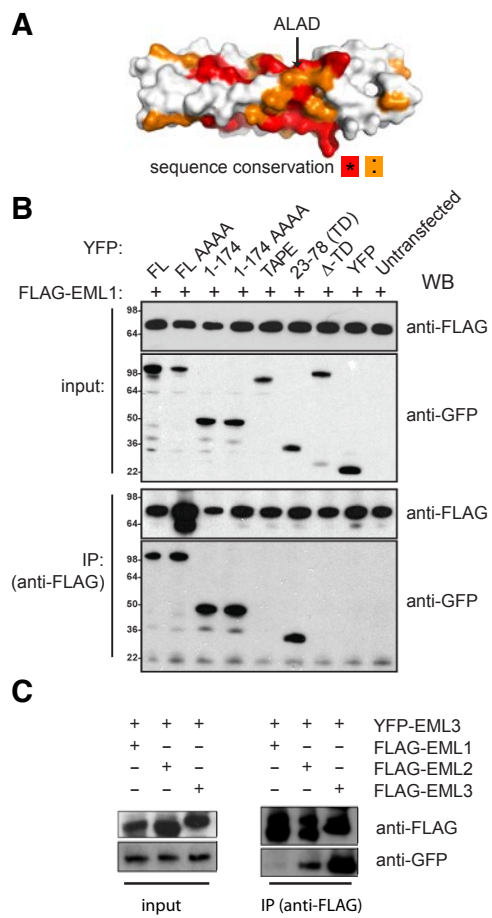 A
ALAD
sequence conservation * :
B
YFP:
FL
FL AAAA
1-174
1-174 AAAA
TAPE
23-78 (TD)
Δ-TD
YFP
Untransfected
FLAG-EML1: + + + + + + + + +
WB
98-
64-
anti-FLAG
input:
98-
64-
50-
36-
22-
anti-GFP
IP:
(anti-FLAG)
98-
64-
anti-FLAG
98-
64-
50-
36-
22-
anti-GFP
C
+ + + + + + YFP-EML3
+ – – + – – FLAG-EML1
– + – – + – FLAG-EML2
– – + – – + FLAG-EML3
anti-FLAG
anti-GFP
input
IP (anti-FLAG)